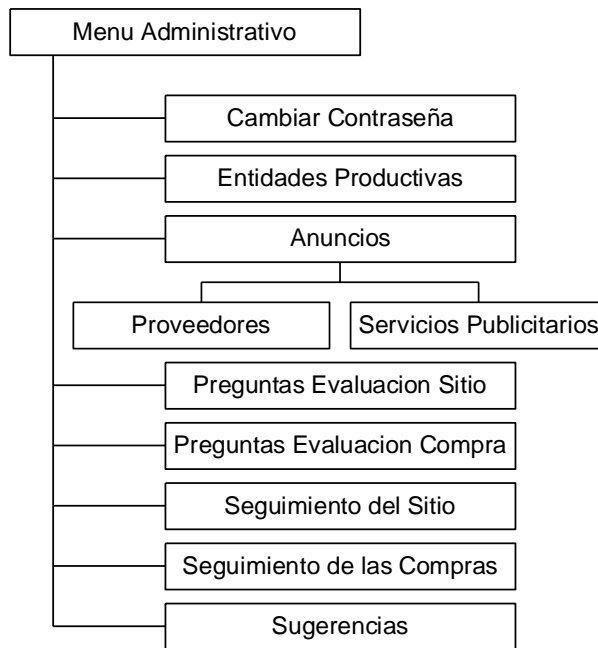 Menu Administrativo
Cambiar Contraseña
Entidades Productivas
Anuncios
Proveedores
Servicios Publicitarios
Preguntas Evaluacion Sitio
Preguntas Evaluacion Compra
Seguimiento del Sitio
Seguimiento de las Compras
Sugerencias